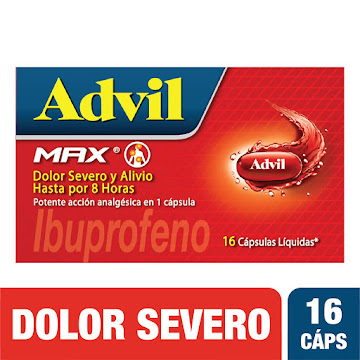 Advil
MAX®
Dolor Severo y Alivio
Hasta por 8 Horas
Potente acción analgésica en 1 cápsula
Ibuprofeno
Advil
16 Cápsulas Líquidas*
DOLOR SEVERO
16
CÁPS